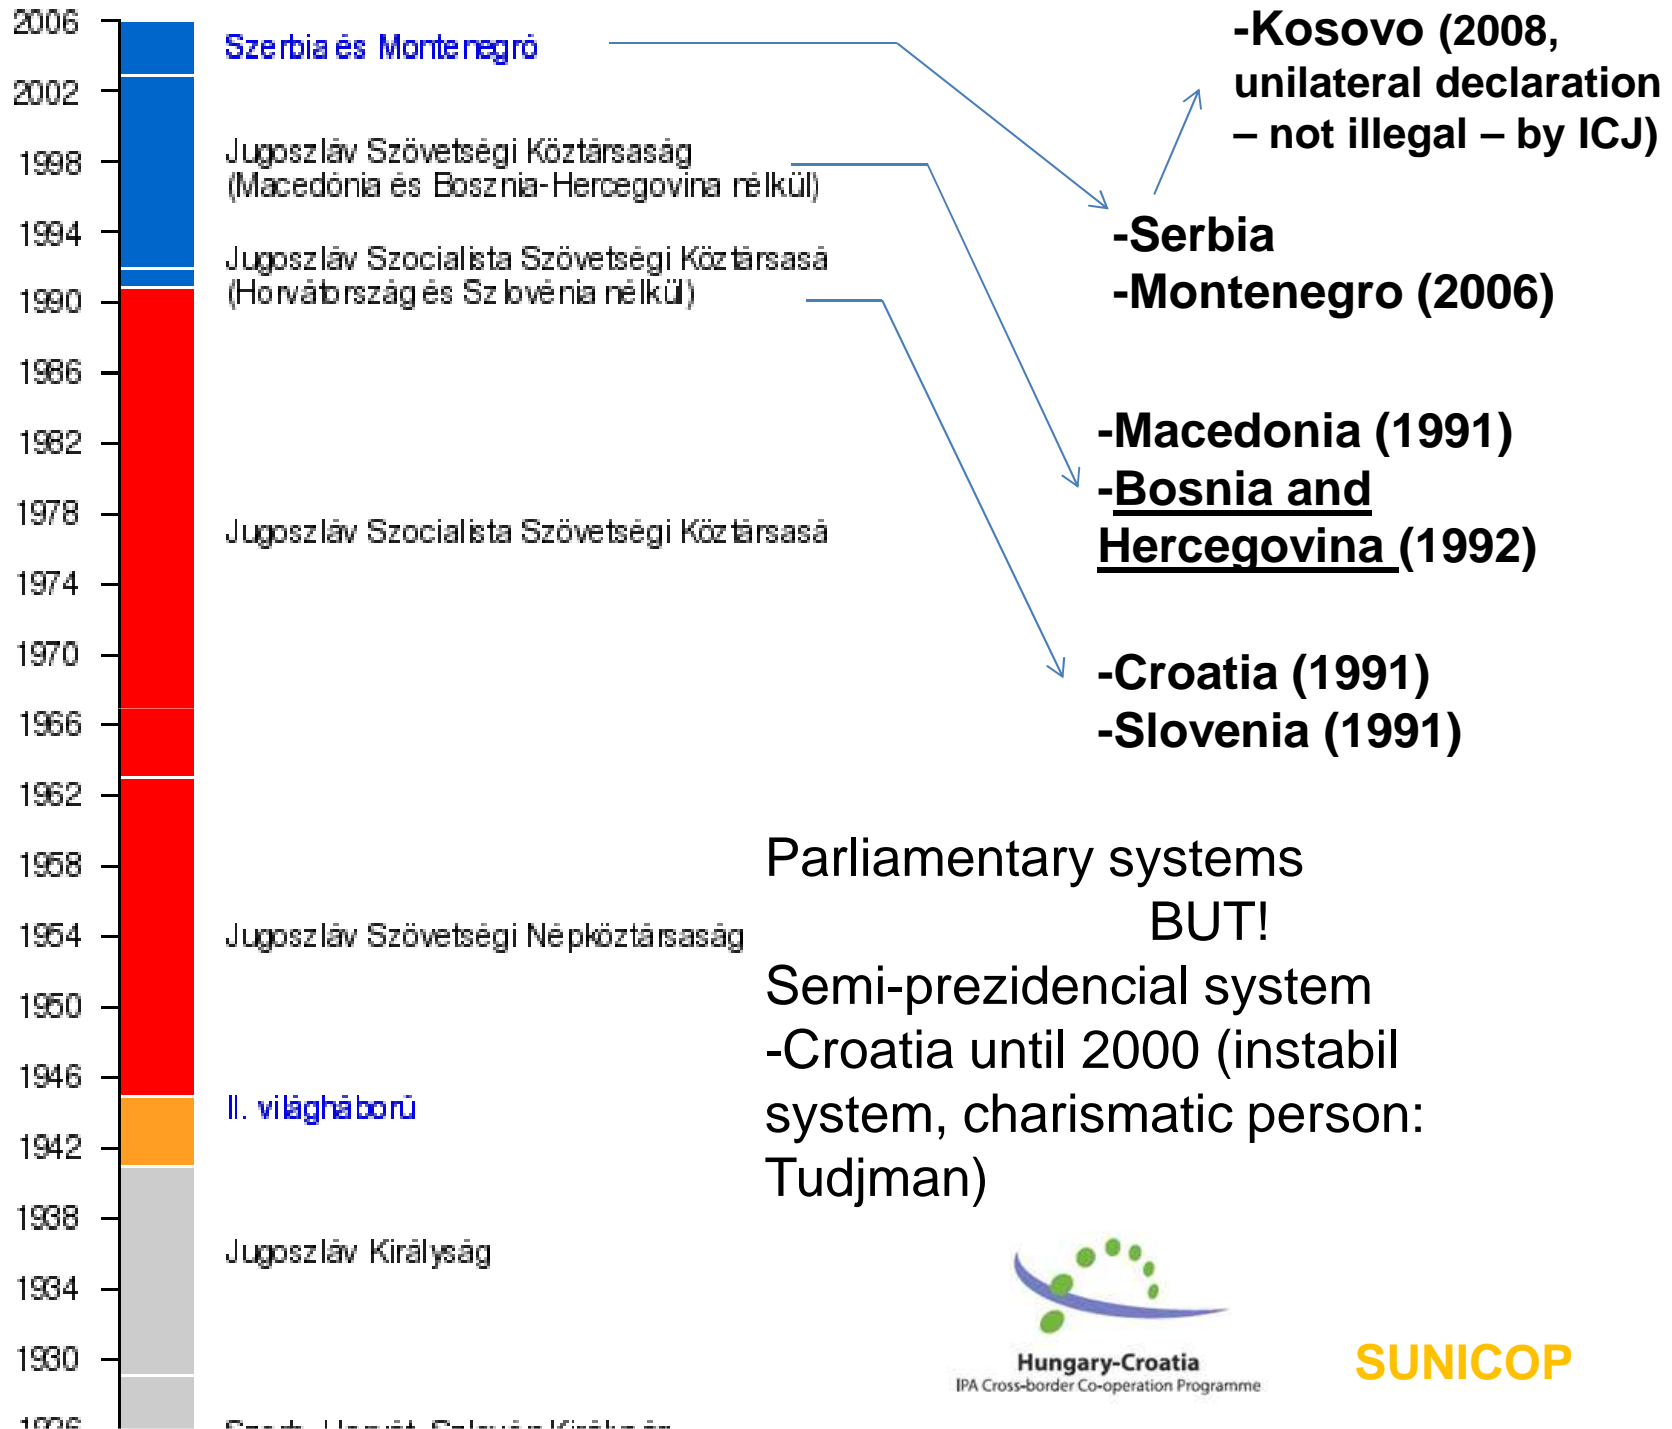 2006
2002
1998
1994
1990
1986
1982
1978
1974
1970
1966
1962
1958
1954
1950
1946
1942
1938
1934
1930
Szerbia és Montenegró
Jugoszláv Szövetségi Köztársaság
(Macedónia és Bosznia-Hercegovina nélkül)
Jugoszláv Szocialista Szövetségi Köztársasá
(Horvátország és Szlovénia nélkül)
Jugoszláv Szocialista Szövetségi Köztársasá
Jugoszláv Szövetségi Népköztársaság
II. világháború
Jugoszláv Királyság
-Kosovo (2008,
unilateral declaration
– not illegal – by ICJ)
-Serbia
-Montenegro (2006)
-Macedonia (1991)
-Bosnia and
Hercegovina (1992)
-Croatia (1991)
-Slovenia (1991)
Parliamentary systems
BUT!
Semi-prezidencial system
-Croatia until 2000 (instabil
system, charismatic person:
Tudjman)
Hungary-Croatia
IPA Cross-border Co-operation Programme
SUNICOP